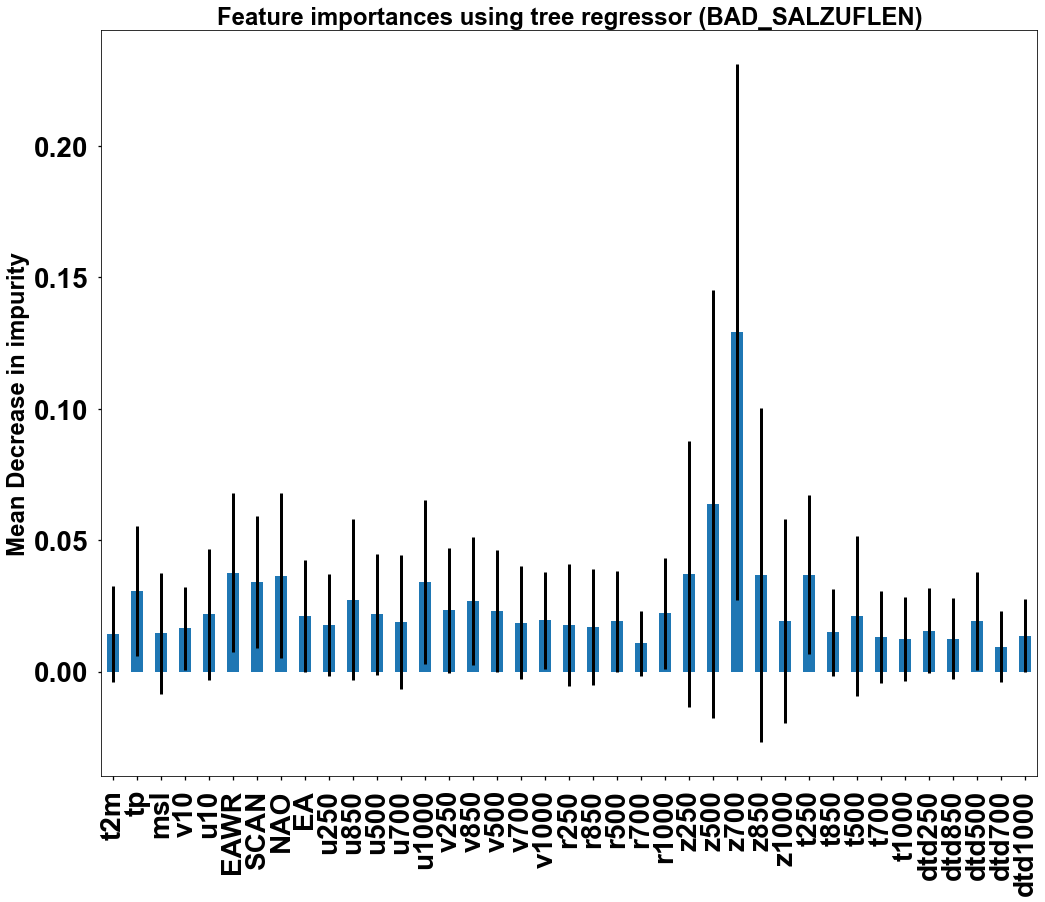 Feature importances using tree regressor (BAD_SALZUFLEN)
Mean Decrease in impurity
0.20
0.15
0.10
0.05
0.00
t2m
tp
msl
v10
u10
EAWR
SCAN
NAO
EA
u250
u850
u500
u700
u1000
v250
v850
v500
v700
v1000
r250
r850
r500
r700
r1000
z250
z500
z700
z850
z1000
t250
t850
t500
t700
t1000
dtd250
dtd850
dtd500
dtd700
dtd1000